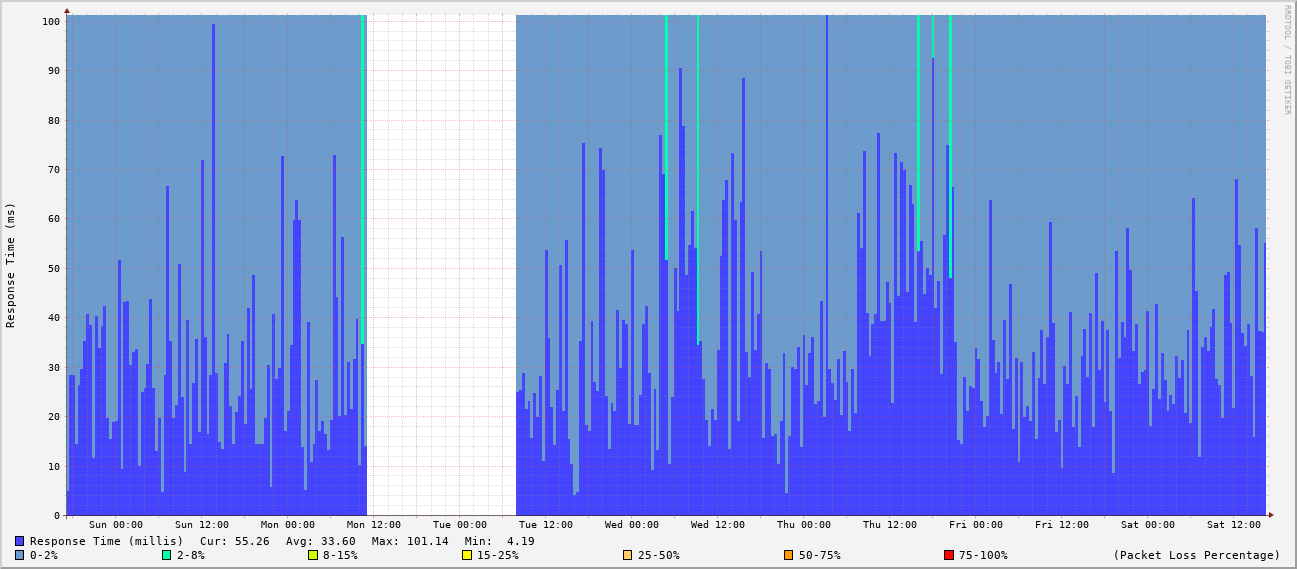 100
90
80
70
60
50
40
30
20
10
0
Response Time (ms)
RRDTOOL / TOBI OETIKER
Sun 00:00 Sun 12:00 Mon 00:00 Mon 12:00 Tue 00:00 Tue 12:00 Wed 00:00 Wed 12:00 Thu 00:00 Thu 12:00 Fri 00:00 Fri 12:00 Sat 00:00 Sat 12:00
Response Time (millis) Cur: 55.26 Avg: 33.60 Max: 101.14 Min: 4.19
0-2% 2-8% 8-15% 15-25% 25-50% 50-75% 75-100% (Packet Loss Percentage)